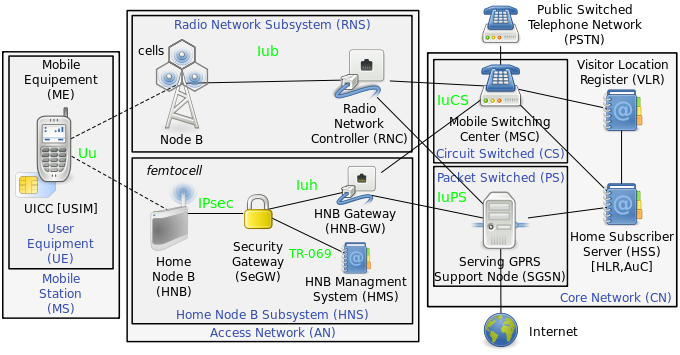 Mobile
Equipement
(ME)
Uu
UICC [USIM]
User
Equipment
(UE)
Mobile
Station
(MS)
Radio Network Subsystem (RNS)
cells
Iub
Node B
Radio
Network
Controller (RNC)
femtocell
IPsec
Iuh
Home
Node B
(HNB)
Security
Gateway
(SeGW)
HNB Gateway
(HNB-GW)
TR-069
HNB Managment
System (HMS)
Home Node B Subsystem (HNS)
Access Network (AN)
Public Switched
Telephone Network
(PSTN)
IuCS
Mobile Switching
Center (MSC)
Circuit Switched (CS)
Packet Switched (PS)
IuPS
Serving GPRS
Support Node (SGSN)
Visitor Location
Register (VLR)
Home Subscriber
Server (HSS)
[HLR,AuC]
Core Network (CN)
Internet